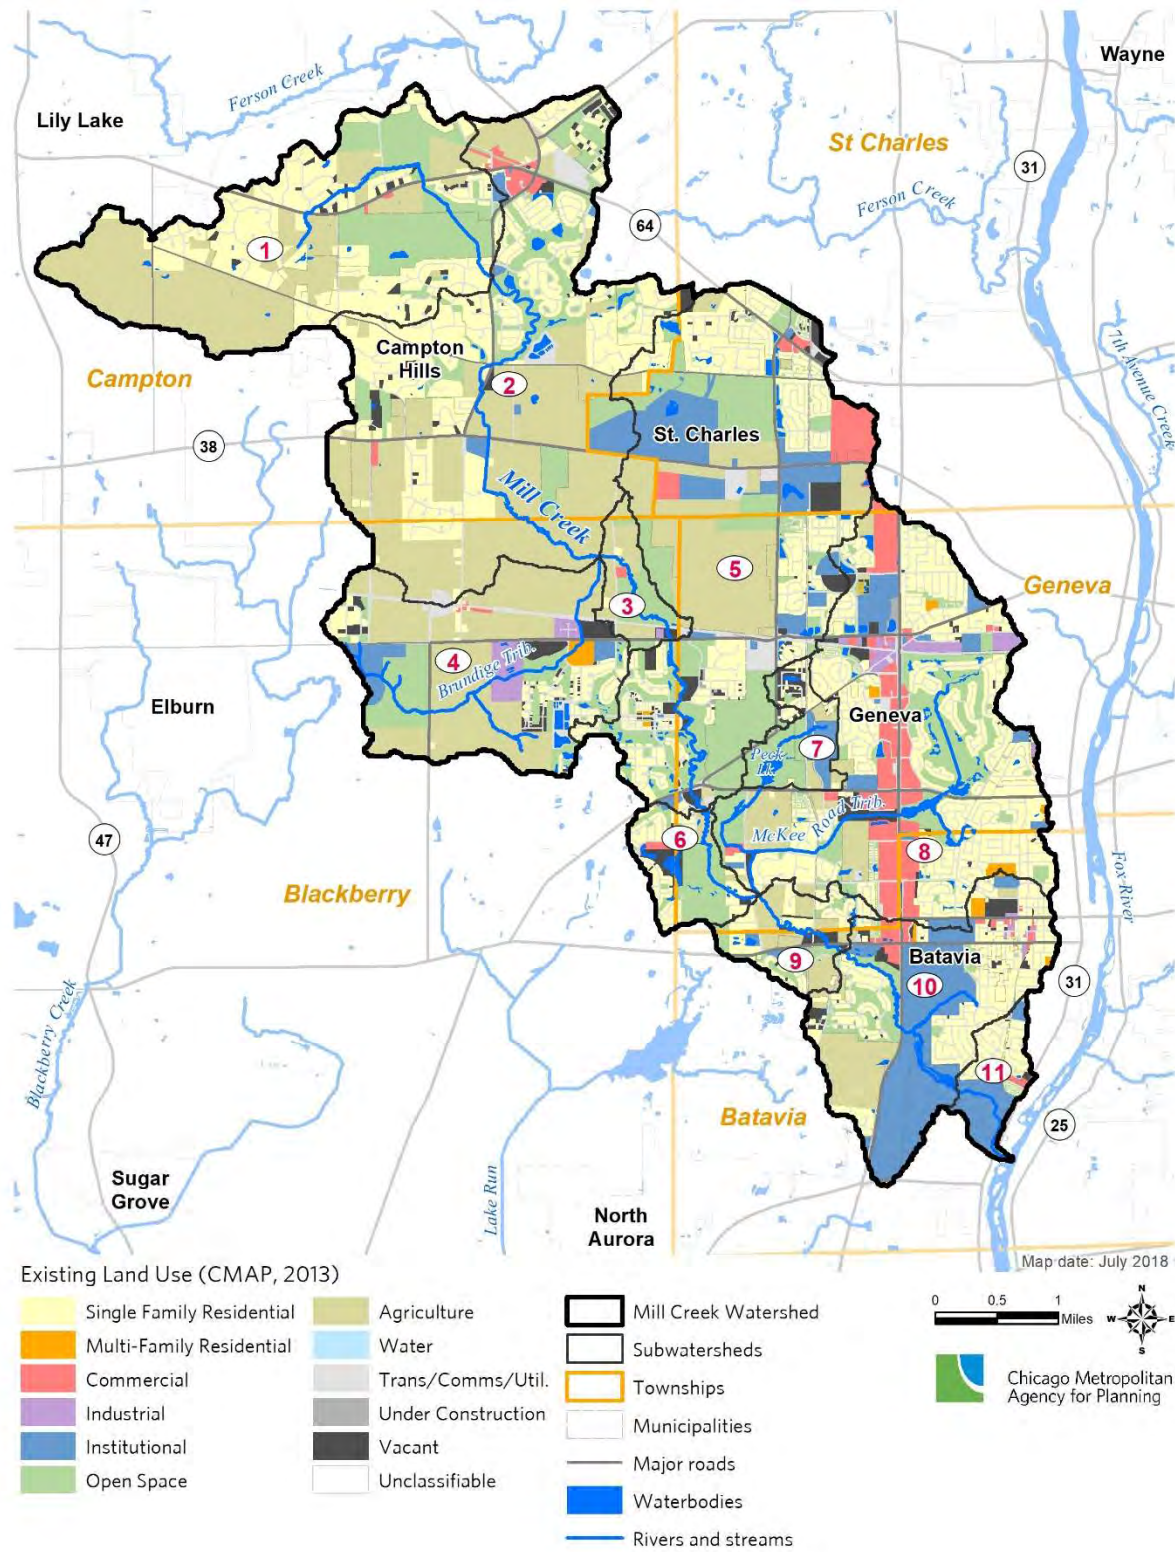 Wayne
Ferson Creek
Lily Lake
St Charles
31
Ferson Creek
64
1
7th Avenue Creek
Campton
Hills
Campton
2
38
St. Charles
Mill Creek
5
Geneva
3
4
Brundige Trib.
Elburn
Geneva
7
Peck
Lk.
McKee Road Trib.
47
6
8
Fox River
Blackberry
9
Batavia
10
31
Blackberry Creek
11
Batavia
25
Sugar
Grove
Lake Run
North
Aurora
Map date: July 2018
Existing Land Use (CMAP, 2013)
Single Family Residential
Multi-Family Residential
Commercial
Industrial
Institutional
Open Space
Agriculture
Water
Trans/Comms/Util.
Under Construction
Vacant
Unclassifiable
Mill Creek Watershed
Subwatersheds
Townships
Municipalities
Major roads
Waterbodies
Rivers and streams
0 0.5 1
Miles
N
W E
S
Chicago Metropolitan
Agency for Planning